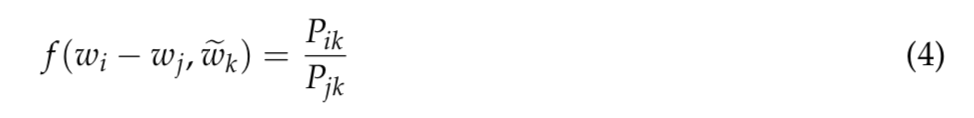 f(w_i − w_j, w̃_k) = P_ik / P_jk (4)